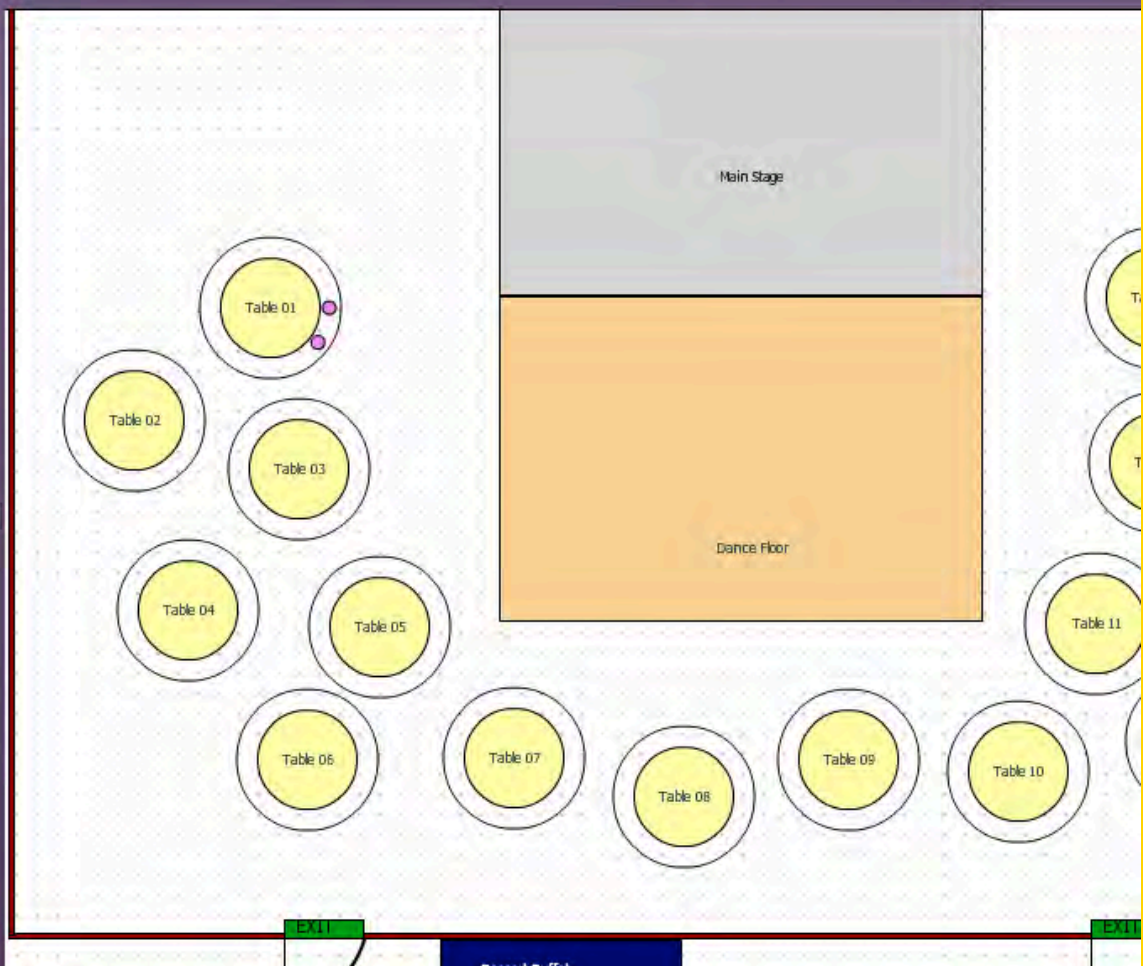 Main Stage
Table 01
Table 02
Table 03
Dance Floor
Table 04
Table 05
Table 11
Table 06
Table 07
Table 08
Table 09
Table 10
EXIT
EXIT